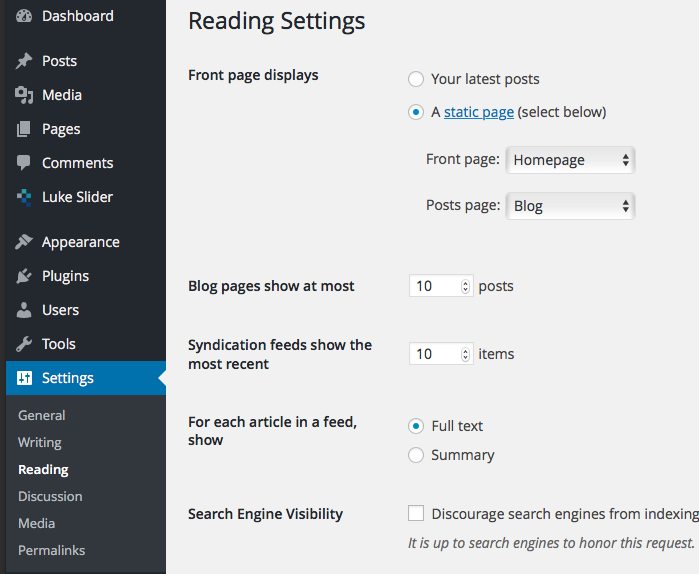 Dashboard
Posts
Media
Pages
Comments
Luke Slider
Appearance
Plugins
Users
Tools
Settings
General
Writing
Reading
Discussion
Media
Permalinks
Reading Settings
Front page displays
Your latest posts
A static page (select below)
Front page: Homepage
Posts page: Blog
Blog pages show at most 10 posts
Syndication feeds show the
most recent
10 items
For each article in a feed,
show
Full text
Summary
Search Engine Visibility
Discourage search engines from indexing
It is up to search engines to honor this request.